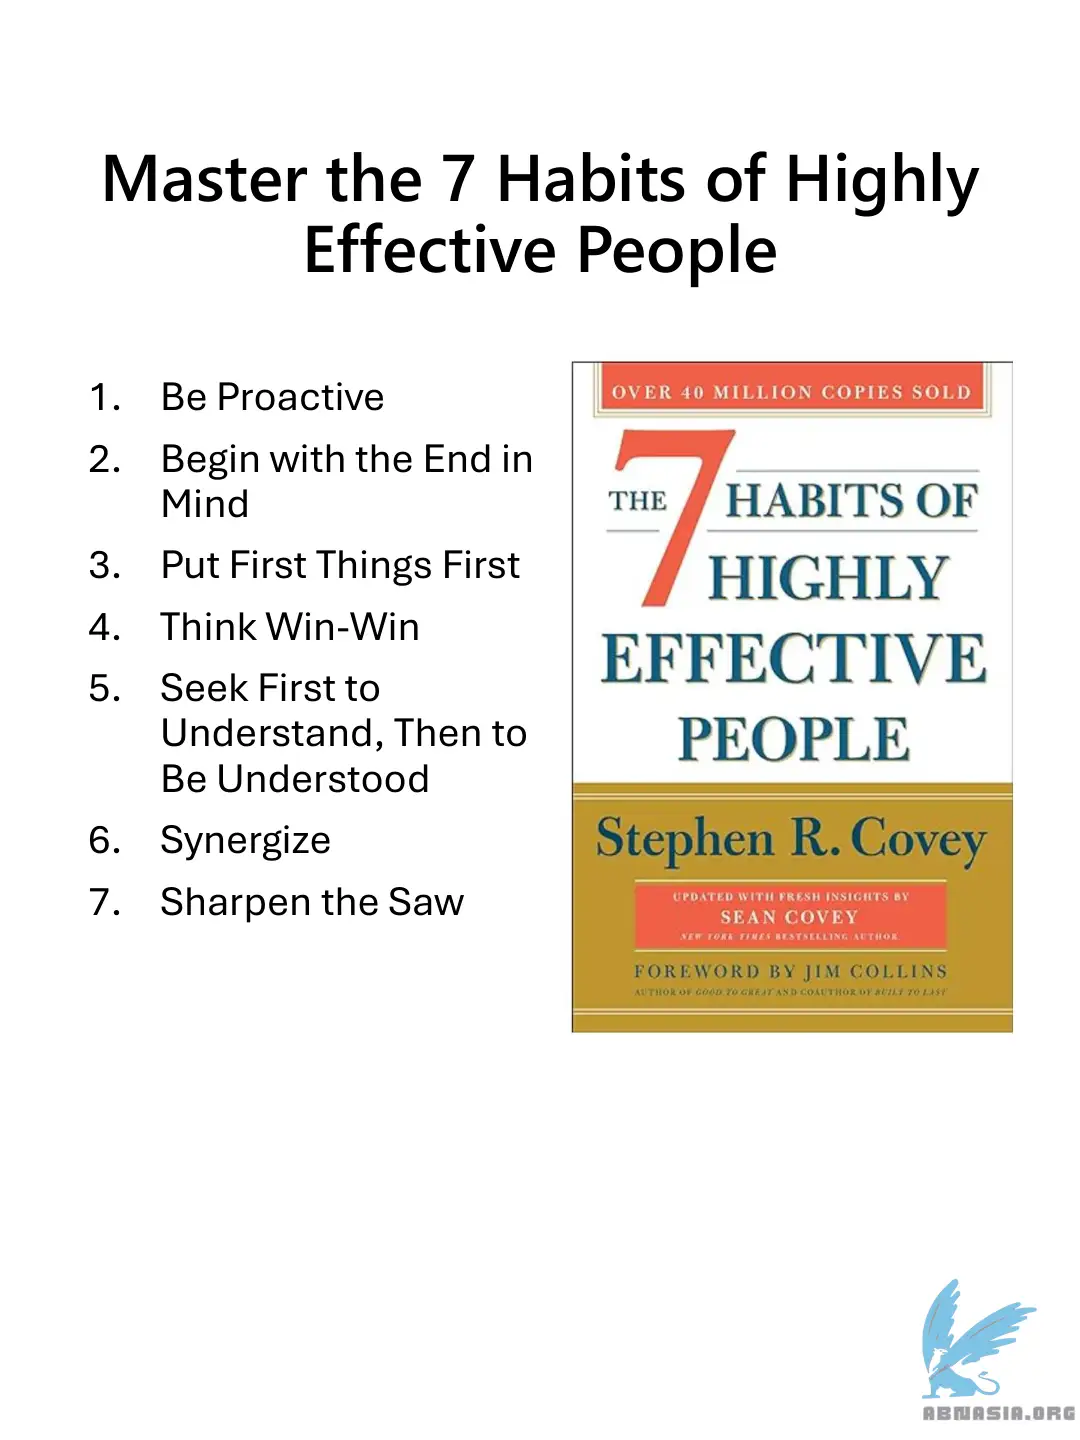 Master the 7 Habits of Highly
Effective People
1. Be Proactive
2. Begin with the End in
Mind
3. Put First Things First
4. Think Win-Win
5. Seek First to
Understand, Then to
Be Understood
6. Synergize
7. Sharpen the Saw
OVER 40 MILLION COPIES SOLD
THE 7 HABITS OF
HIGHLY
EFFECTIVE
PEOPLE
Stephen R. Covey
UPDATED WITH FRESH INSIGHTS BY
SEAN COVEY
NEW YORK TIMES BESTSELLING AUTHOR
FOREWORD BY JIM COLLINS
AUTHOR OF GOOD TO GREAT AND COAUTHOR OF BUILT TO LAST
ABNASIA.ORG